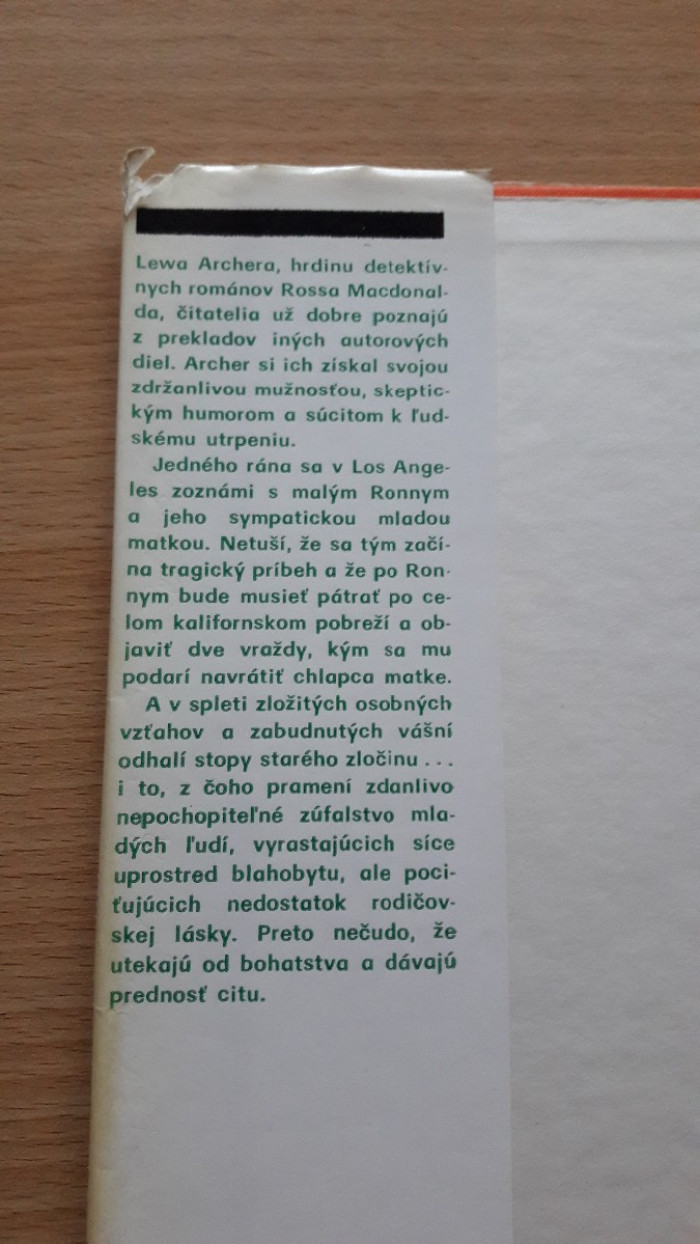 Lewa Archera, hrdinu detektív-
nych románov Rossa Macdonal-
da, čitatelia už dobre poznajú
z prekladov iných autorových
diel. Archer si ich získal svojou
zdržanlivou mužnosťou, skeptic-
kým humorom a súcitom k ľud-
skému utrpeniu.
Jedného rána sa v Los Ange-
les zoznámi s malým Ronnym
a jeho sympatickou mladou
matkou. Netuší, že sa tým začí-
na tragický príbeh a že po Ron-
nym bude musieť pátrať po ce-
lom kalifornskom pobreží a ob-
javiť dve vraždy, kým sa mu
podarí navrátiť chlapca matke.
A v spleti zložitých osobných
vzťahov a zabudnutých vášní
odhalí stopy starého zločinu ...
i to, z čoho pramení zdanlivo
nepochopiteľné zúfalstvo mla-
dých ľudí, vyrastajúcich síce
uprostred blahobytu, ale poci-
ťujúcich nedostatok rodičov-
skej lásky. Preto nečudo, že
utekajú od bohatstva a dávajú
prednosť citu.